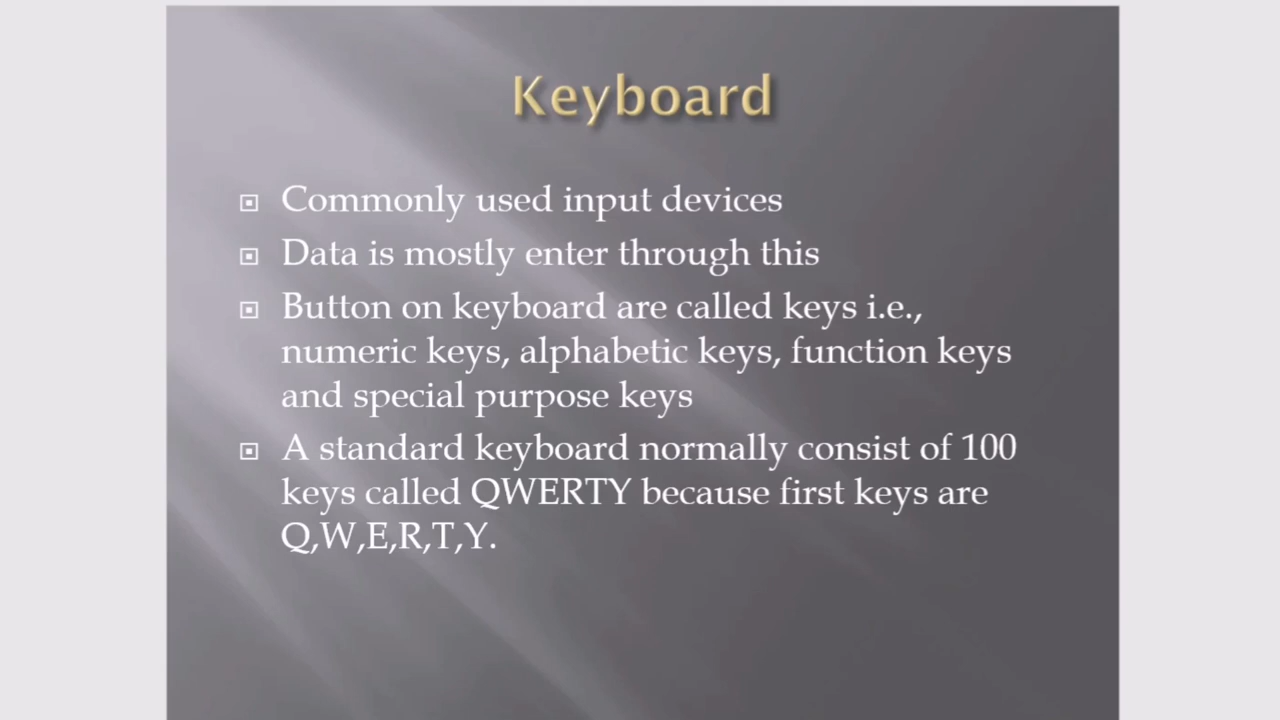 Keyboard
Commonly used input devices
Data is mostly enter through this
Button on keyboard are called keys i.e.,
numeric keys, alphabetic keys, function keys
and special purpose keys
A standard keyboard normally consist of 100
keys called QWERTY because first keys are
Q,W,E,R,T,Y.